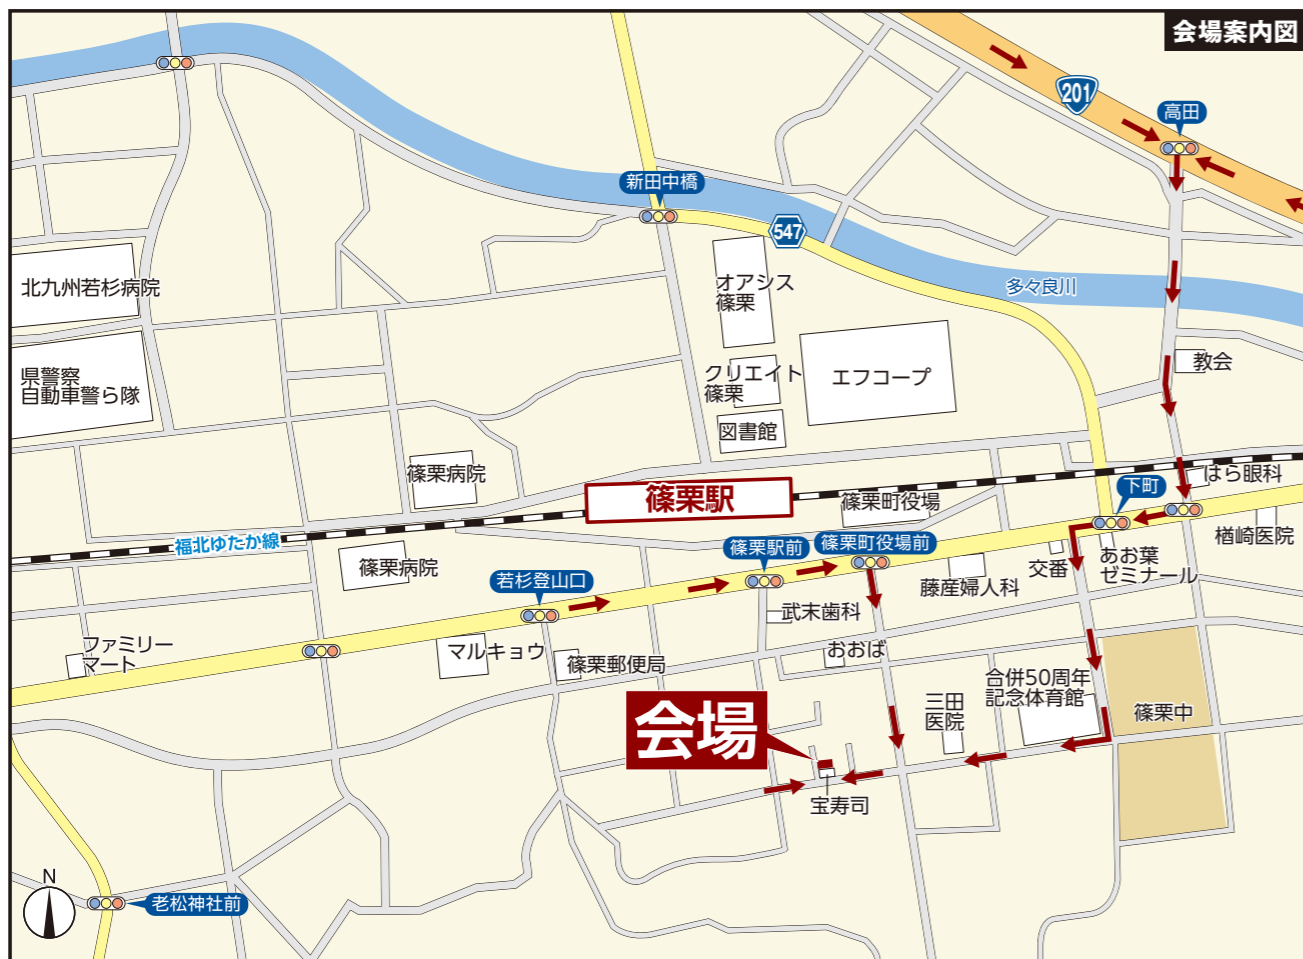 会場案内図
201
高田
新田中橋
547
多々良川
北九州若杉病院
オアシス
篠栗
県警察
自動車警ら隊
クリエイト
篠栗
エフコープ
教会
図書館
篠栗病院
篠栗駅
篠栗町役場
下町
はら眼科
楢崎医院
福北ゆたか線
篠栗病院
若杉登山口
篠栗駅前
篠栗町役場前
藤産婦人科
交番
あお葉
ゼミナール
武末歯科
ファミリー
マート
マルキョウ
篠栗郵便局
おおば
合併50周年
記念体育館
三田
医院
篠栗中
会場
宝寿司
N
老松神社前